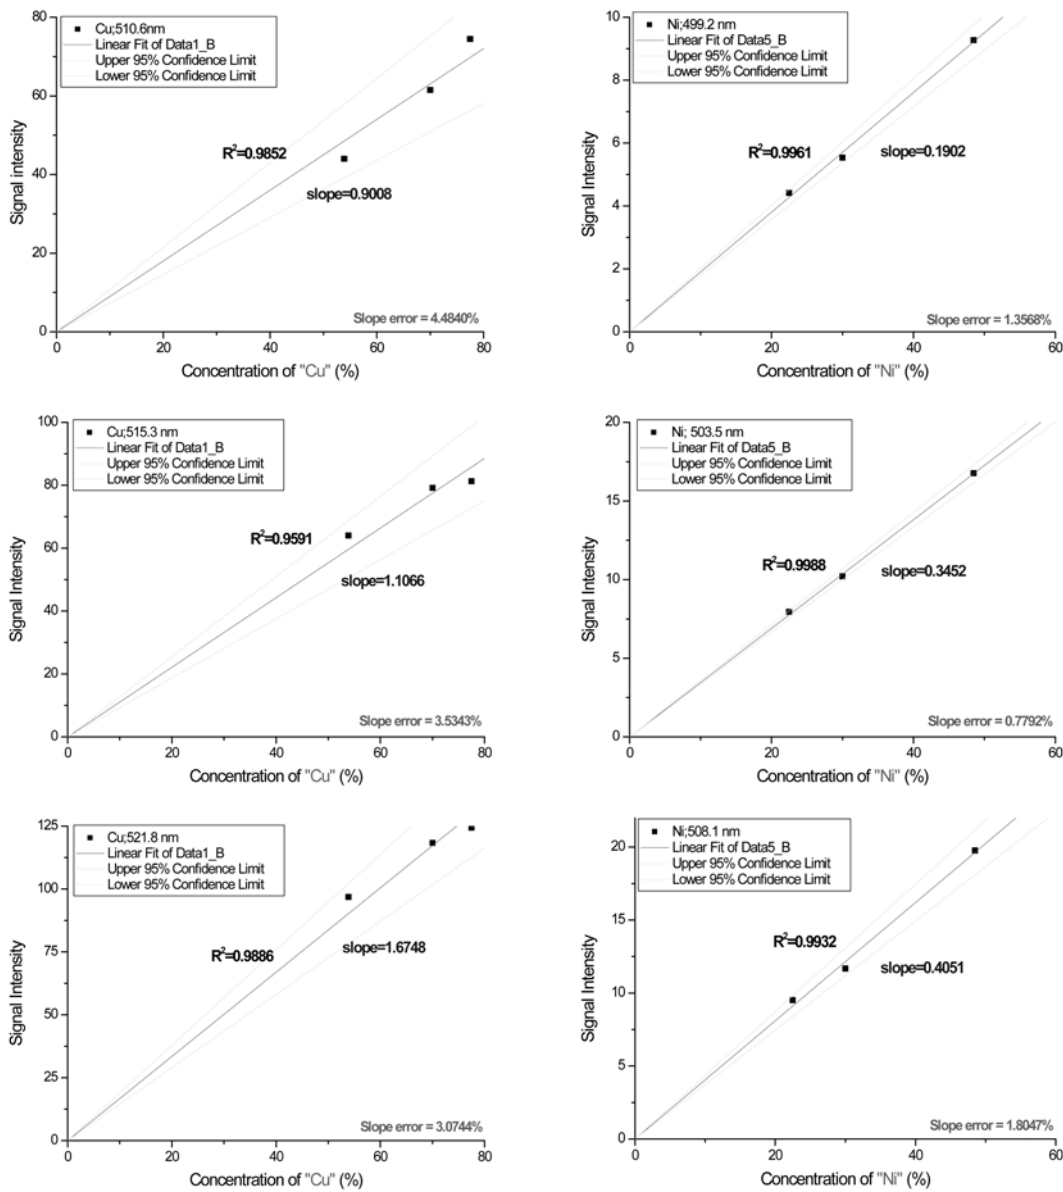 Cu;510.6nm
Linear Fit of Data1_B
Upper 95% Confidence Limit
Lower 95% Confidence Limit
R²=0.9852
slope=0.9008
Slope error = 4.4840%
Signal intensity
80
60
40
20
0
0 20 40 60 80
Concentration of "Cu" (%)
Ni;499.2 nm
Linear Fit of Data5_B
Upper 95% Confidence Limit
Lower 95% Confidence Limit
R²=0.9961
slope=0.1902
Slope error = 1.3568%
Signal Intensity
10
8
6
4
2
0
0 20 40 60
Concentration of "Ni" (%)
Cu;515.3 nm
Linear Fit of Data1_B
Upper 95% Confidence Limit
Lower 95% Confidence Limit
R²=0.9591
slope=1.1066
Slope error = 3.5343%
Signal Intensity
100
80
60
40
20
0
0 20 40 60 80
Concentration of "Cu" (%)
Ni; 503.5 nm
Linear Fit of Data5_B
Upper 95% Confidence Limit
Lower 95% Confidence Limit
R²=0.9988
slope=0.3452
Slope error = 0.7792%
Signal Intensity
20
15
10
5
0
0 20 40 60
Concentration of "Ni" (%)
Cu;521.8 nm
Linear Fit of Data1_B
Upper 95% Confidence Limit
Lower 95% Confidence Limit
R²=0.9886
slope=1.6748
Slope error = 3.0744%
Signal Intensity
125
100
75
50
25
0
0 20 40 60 80
Concentration of "Cu" (%)
Ni;508.1 nm
Linear Fit of Data5_B
Upper 95% Confidence Limit
Lower 95% Confidence Limit
R²=0.9932
slope=0.4051
Slope error = 1.8047%
Signal Intensity
20
15
10
5
0
0 20 40 60
Concentration of "Ni" (%)